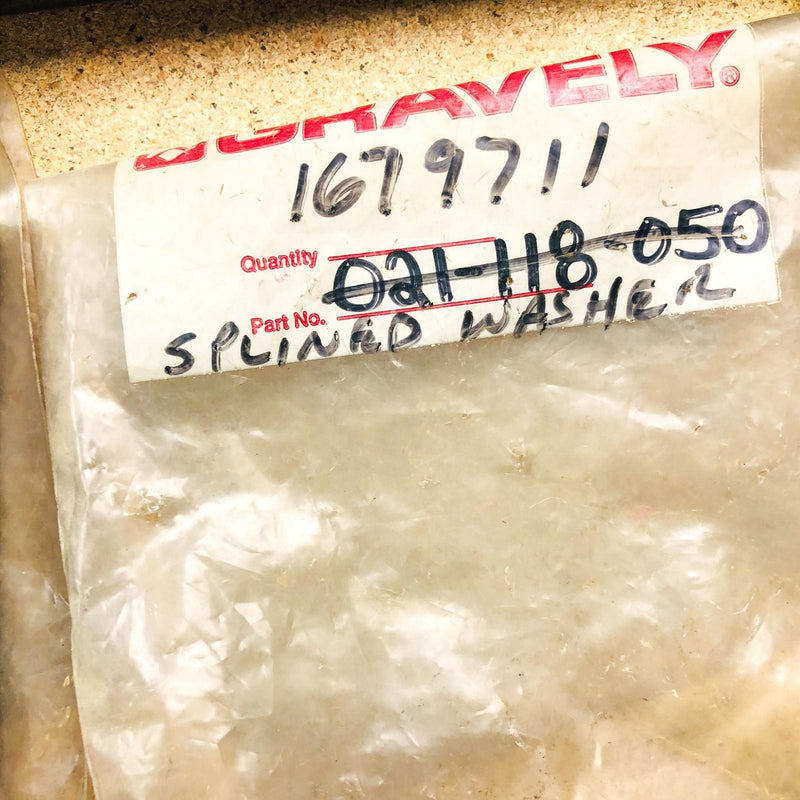 GRAVELY®
1679711
Quantity 021-118-050
Part No.
SPLINED WASHER